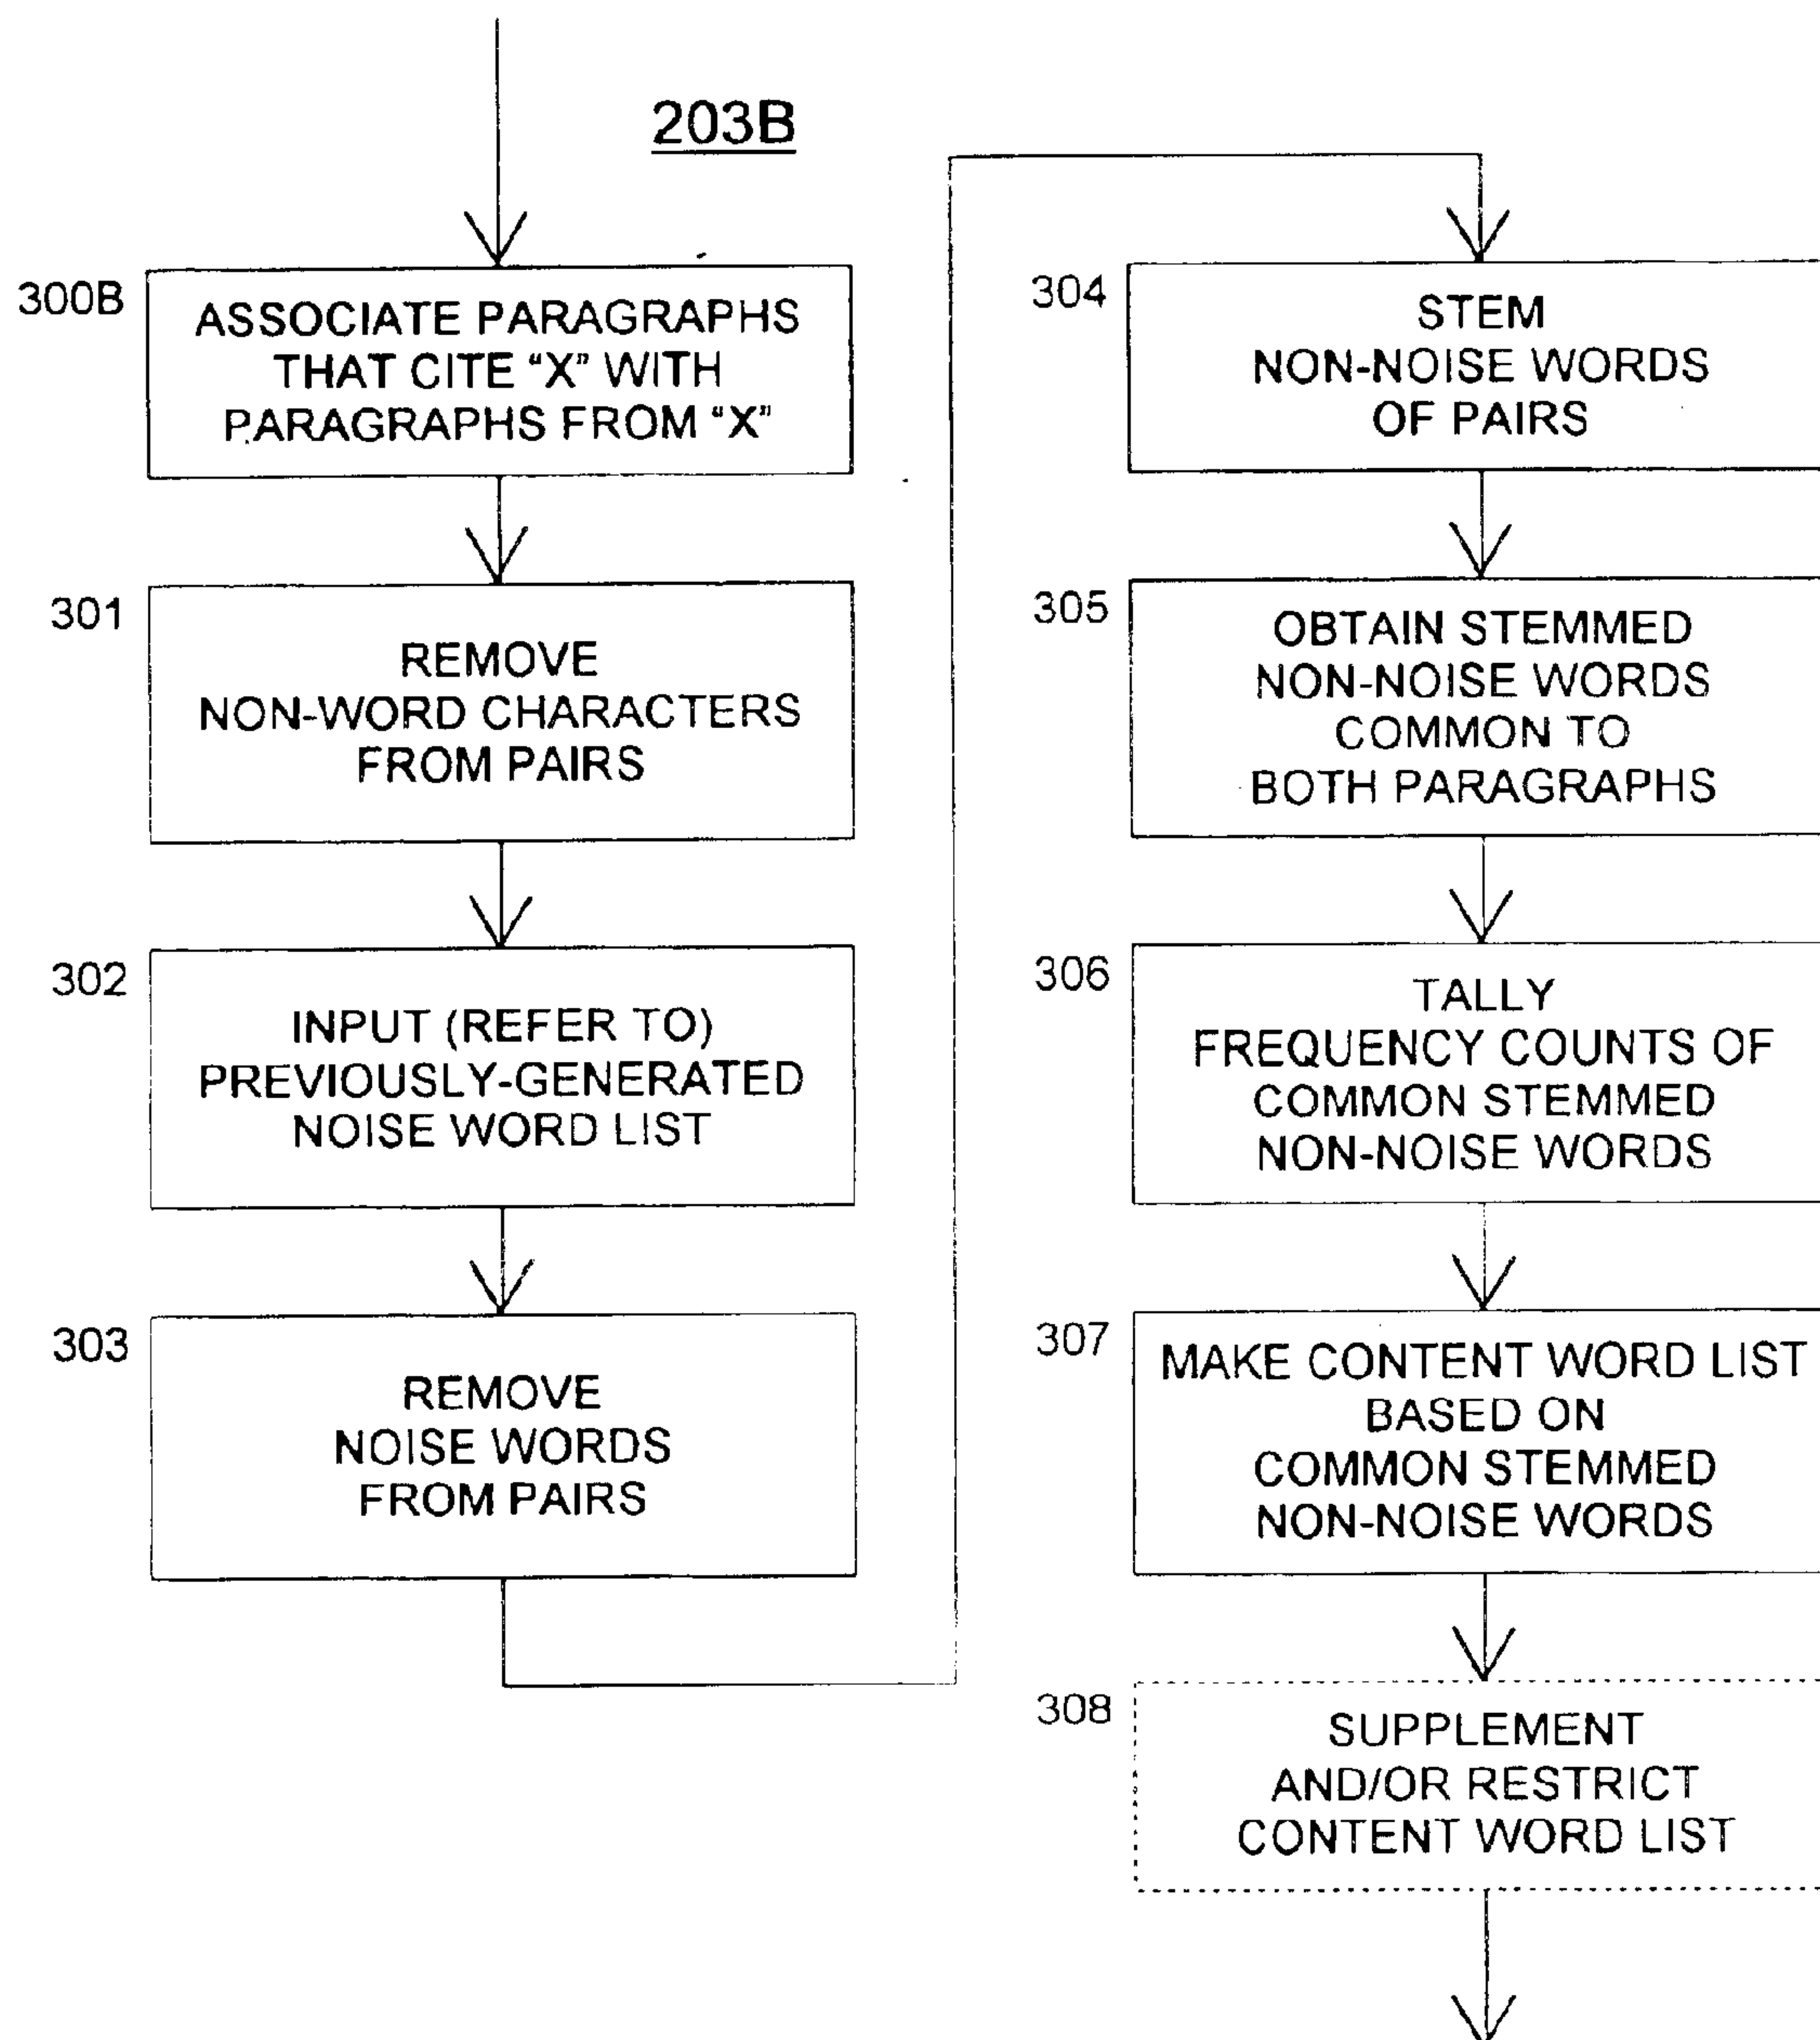 203B
300B
ASSOCIATE PARAGRAPHS
THAT CITE “X” WITH
PARAGRAPHS FROM “X”
301
REMOVE
NON-WORD CHARACTERS
FROM PAIRS
302
INPUT (REFER TO)
PREVIOUSLY-GENERATED
NOISE WORD LIST
303
REMOVE
NOISE WORDS
FROM PAIRS
304
STEM
NON-NOISE WORDS
OF PAIRS
305
OBTAIN STEMMED
NON-NOISE WORDS
COMMON TO
BOTH PARAGRAPHS
306
TALLY
FREQUENCY COUNTS OF
COMMON STEMMED
NON-NOISE WORDS
307
MAKE CONTENT WORD LIST
BASED ON
COMMON STEMMED
NON-NOISE WORDS
308
SUPPLEMENT
AND/OR RESTRICT
CONTENT WORD LIST